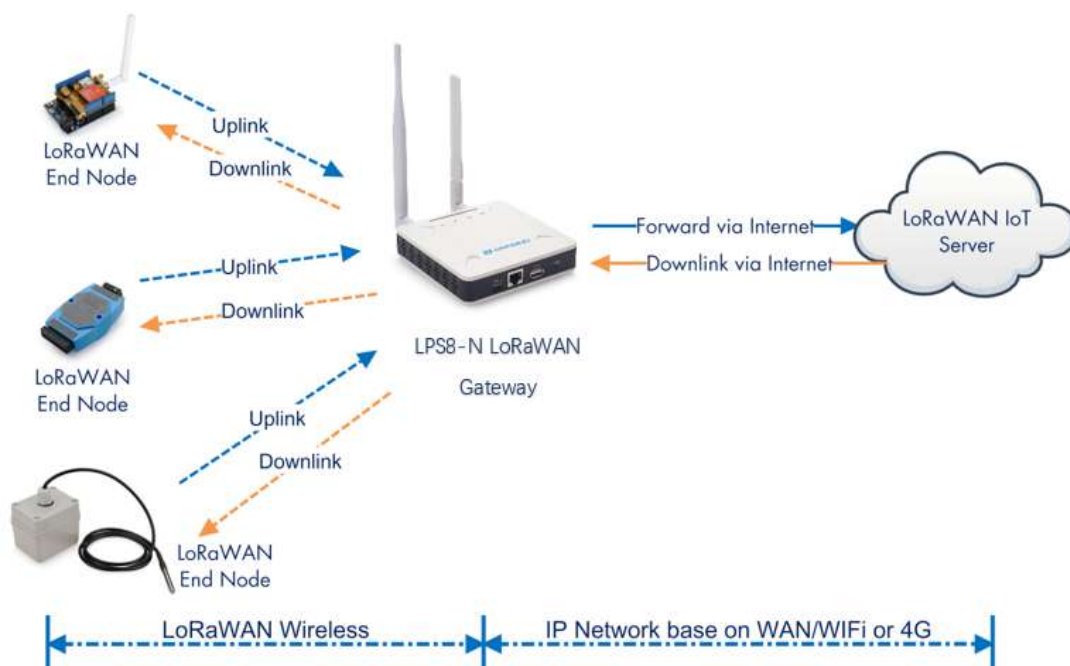 Uplink
Downlink
LoRaWAN
End Node
Uplink
Downlink
LoRaWAN
End Node
Uplink
Downlink
LoRaWAN
End Node
LPS8-N LoRaWAN
Gateway
Forward via Internet
Downlink via Internet
LoRaWAN IoT
Server
LoRaWAN Wireless
IP Network base on WAN/WIFi or 4G